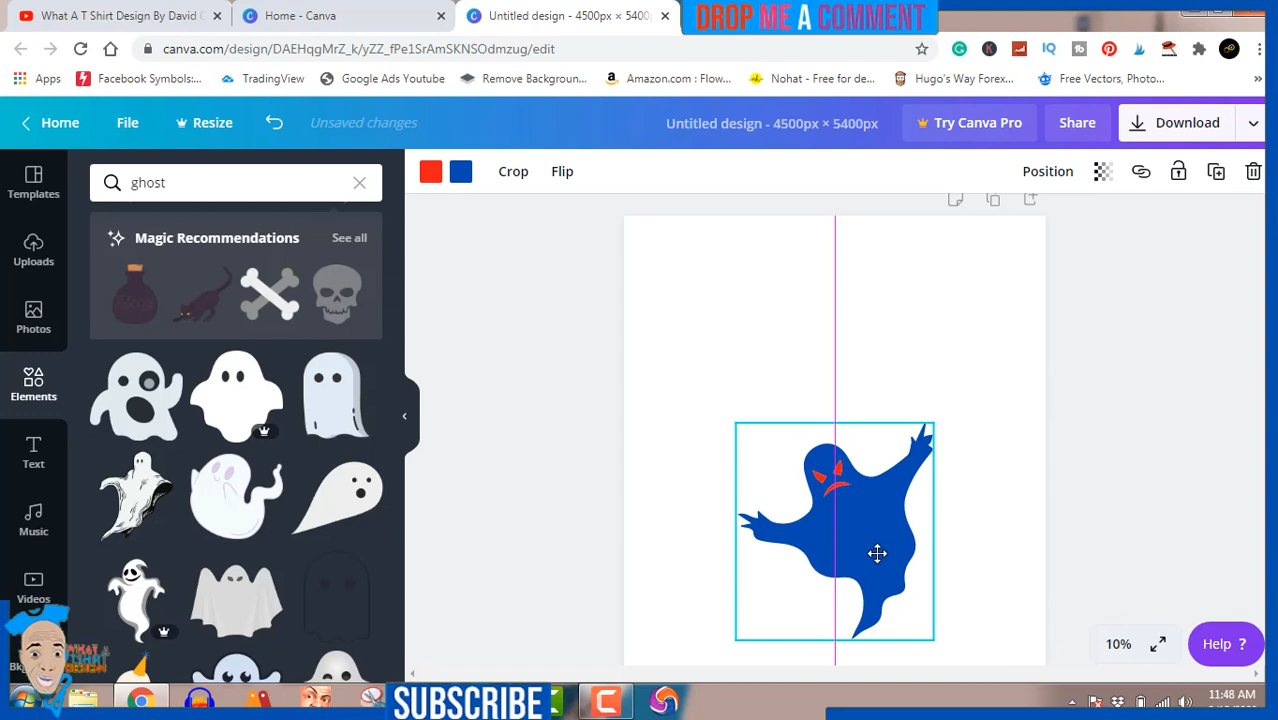 What A T Shirt Design By David C
Home - Canva
Untitled design - 4500px × 5400p
DROP ME A COMMENT
canva.com/design/DAEHqgMrZ_k/yZZ_fPe1SrAmSKNSOdmzug/edit
Apps
Facebook Symbols:...
TradingView
Google Ads Youtube
Remove Backgroun...
Amazon.com : Flow...
Nohat - Free for de...
Hugo's Way Forex...
Free Vectors, Photo...
Home
File
Resize
Unsaved changes
Untitled design - 4500px × 5400px
Try Canva Pro
Share
Download
Templates
ghost
Crop
Flip
Position
Uploads
Magic Recommendations
See all
Photos
Elements
Text
Music
Videos
WHAT
A TSHIRT
DESIGN
10%
Help ?
SUBSCRIBE
11:48 AM